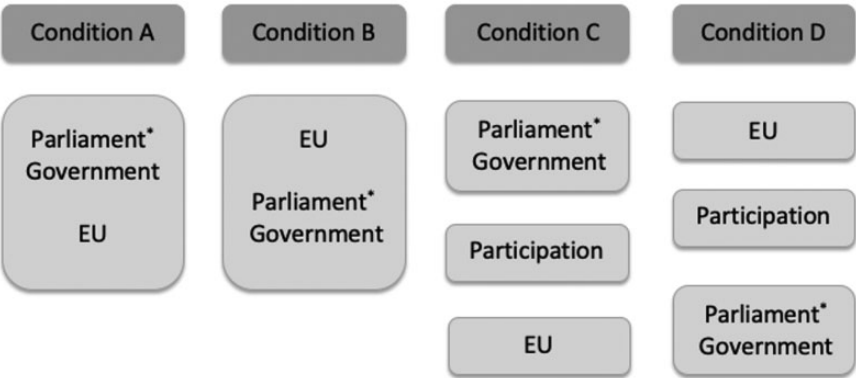 Condition A
Condition B
Condition C
Condition D
Parliament*
Government
EU
EU
Parliament*
Government
Parliament*
Government
Participation
EU
EU
Participation
Parliament*
Government